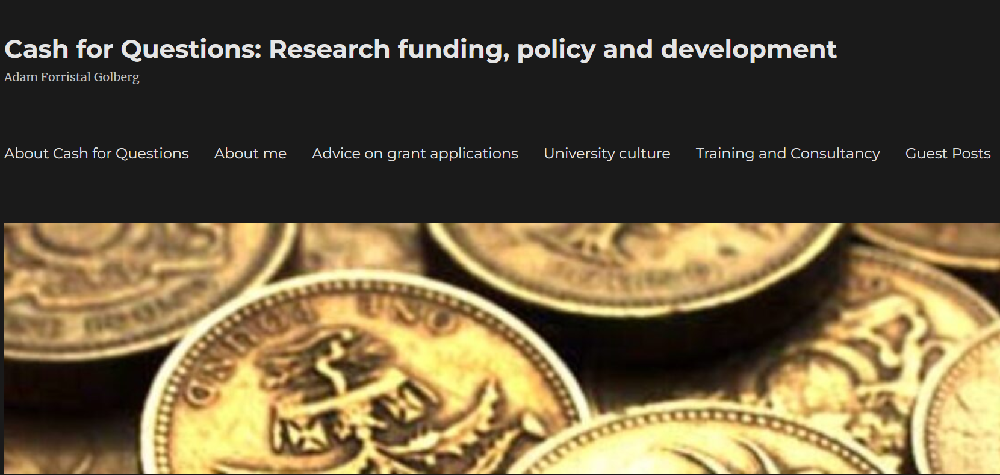 Cash for Questions: Research funding, policy and development
Adam Forristal Golberg
About Cash for Questions About me Advice on grant applications University culture Training and Consultancy Guest Posts